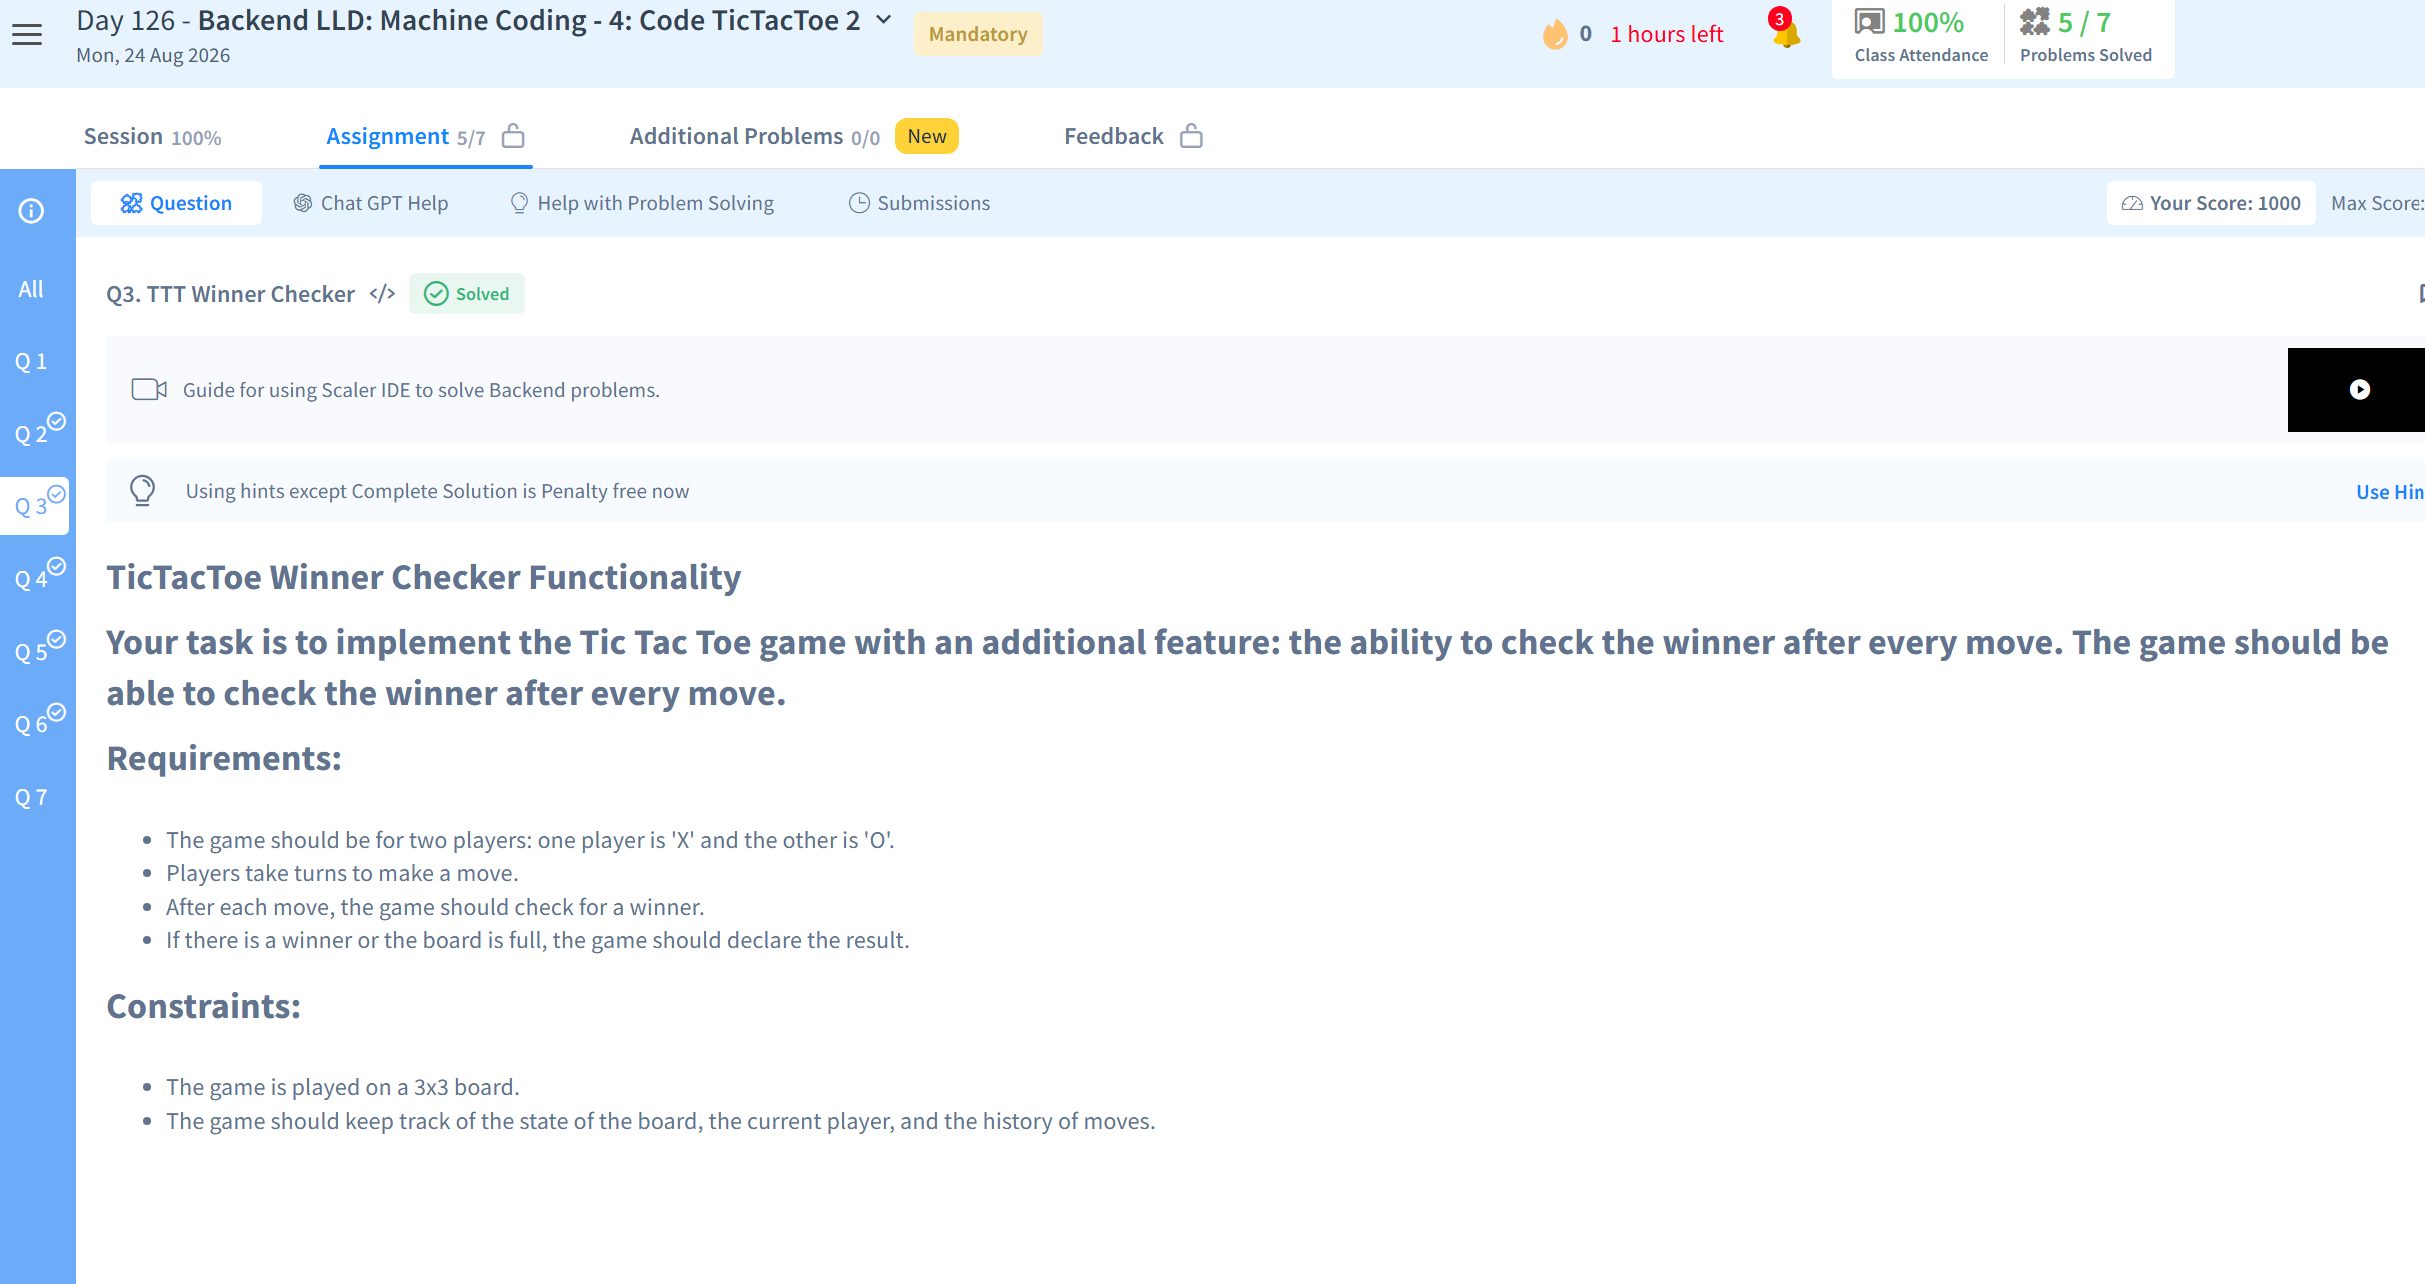 Day 126 - Backend LLD: Machine Coding - 4: Code TicTacToe 2
Mandatory
Mon, 24 Aug 2026
0
1 hours left
3
100%
Class Attendance
5 / 7
Problems Solved
Session 100%
Assignment 5/7
Additional Problems 0/0 New
Feedback
Question
Chat GPT Help
Help with Problem Solving
Submissions
Your Score: 1000
Max Score:
All
Q 1
Q 2
Q 3
Q 4
Q 5
Q 6
Q 7
Q3. TTT Winner Checker </> Solved
Guide for using Scaler IDE to solve Backend problems.
Using hints except Complete Solution is Penalty free now
Use Hin
TicTacToe Winner Checker Functionality
Your task is to implement the Tic Tac Toe game with an additional feature: the ability to check the winner after every move. The game should be
able to check the winner after every move.
Requirements:
• The game should be for two players: one player is 'X' and the other is 'O'.
• Players take turns to make a move.
• After each move, the game should check for a winner.
• If there is a winner or the board is full, the game should declare the result.
Constraints:
• The game is played on a 3x3 board.
• The game should keep track of the state of the board, the current player, and the history of moves.